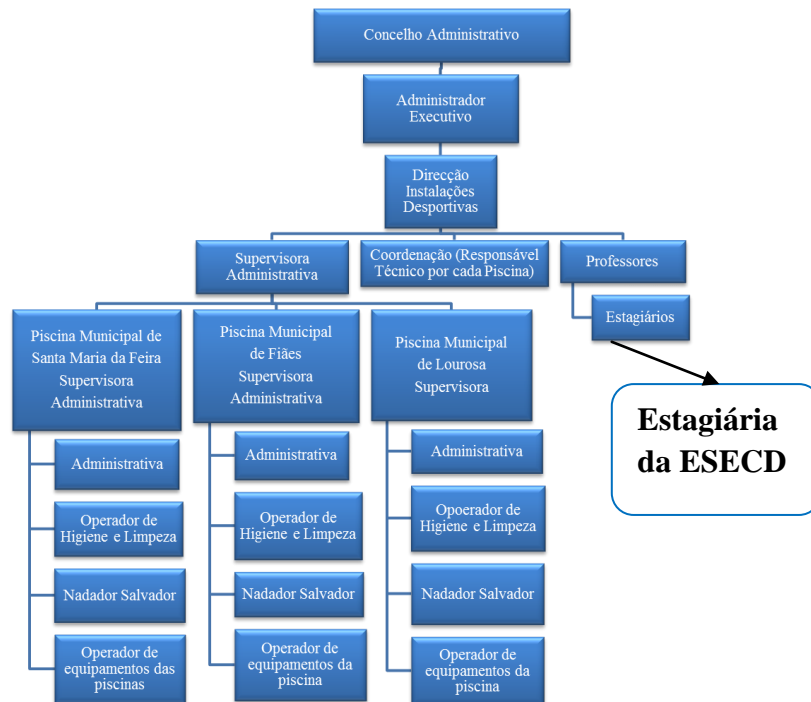 Concelho Administrativo
Administrador
Executivo
Direcção
Instalações
Desportivas
Supervisora
Administrativa
Coordenação (Responsável
Técnico por cada Piscina)
Professores
Estagiários
Estagiária
da ESECD
Piscina Municipal de
Santa Maria da Feira
Supervisora
Administrativa
Administrativa
Operador de
Higiene e Limpeza
Nadador Salvador
Operador de
equipamentos das
piscinas
Piscina Municipal
de Fiães
Supervisora
Administrativa
Administrativa
Operador de
Higiene e Limpeza
Nadador Salvador
Operador de
equipamentos da
piscina
Piscina Municipal
de Lourosa
Supervisora
Administrativa
Opoerador de
Higiene e Limpeza
Nadador Salvador
Operador de
equipamentos da
piscina